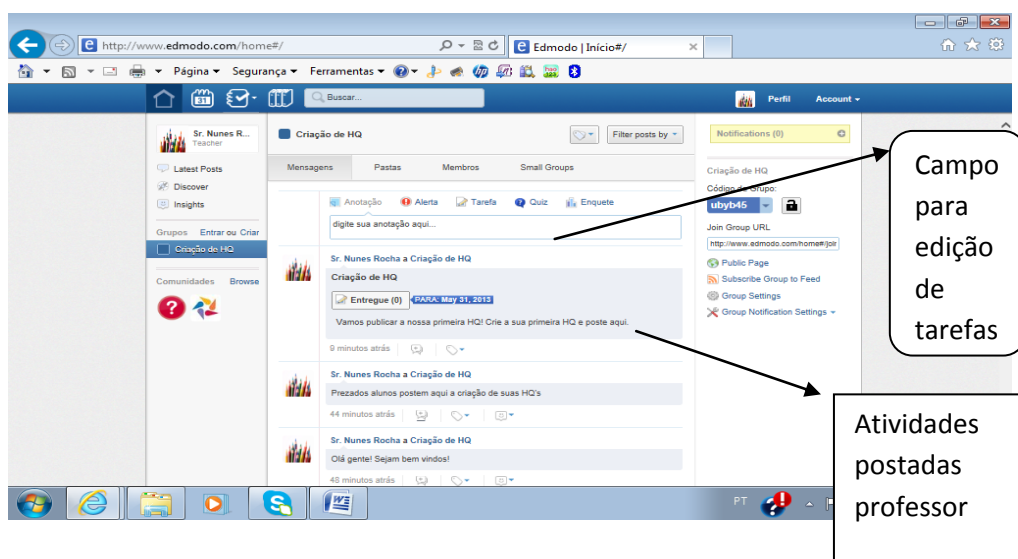 http://www.edmodo.com/home#/
Edmodo | Início#/
Página Segurança Ferramentas
31
Buscar...
Perfil Account
Sr. Nunes R...
Teacher
Latest Posts
Discover
Insights
Grupos Entrar ou Criar
Criação de HQ
Comunidades Browse
Criação de HQ
Filter posts by
Mensagens Pastas Membros Small Groups
Anotação Alerta Tarefa Quiz Enquete
digite sua anotação aqui...
Sr. Nunes Rocha a Criação de HQ
Criação de HQ
Entregue (0) PARA: May 31, 2013
Vamos publicar a nossa primeira HQ! Crie a sua primeira HQ e poste aqui.
9 minutos atrás
Sr. Nunes Rocha a Criação de HQ
Prezados alunos postem aqui a criação de suas HQ's
44 minutos atrás
Sr. Nunes Rocha a Criação de HQ
Olá gente! Sejam bem vindos!
48 minutos atrás
Notifications (0)
Criação de HQ
Código do Grupo:
ubyb45
Join Group URL
http://www.edmodo.com/home#/joir
Public Page
Subscribe Group to Feed
Group Settings
Group Notification Settings
Campo
para
edição
de
tarefas
Atividades
postadas
professor
PT